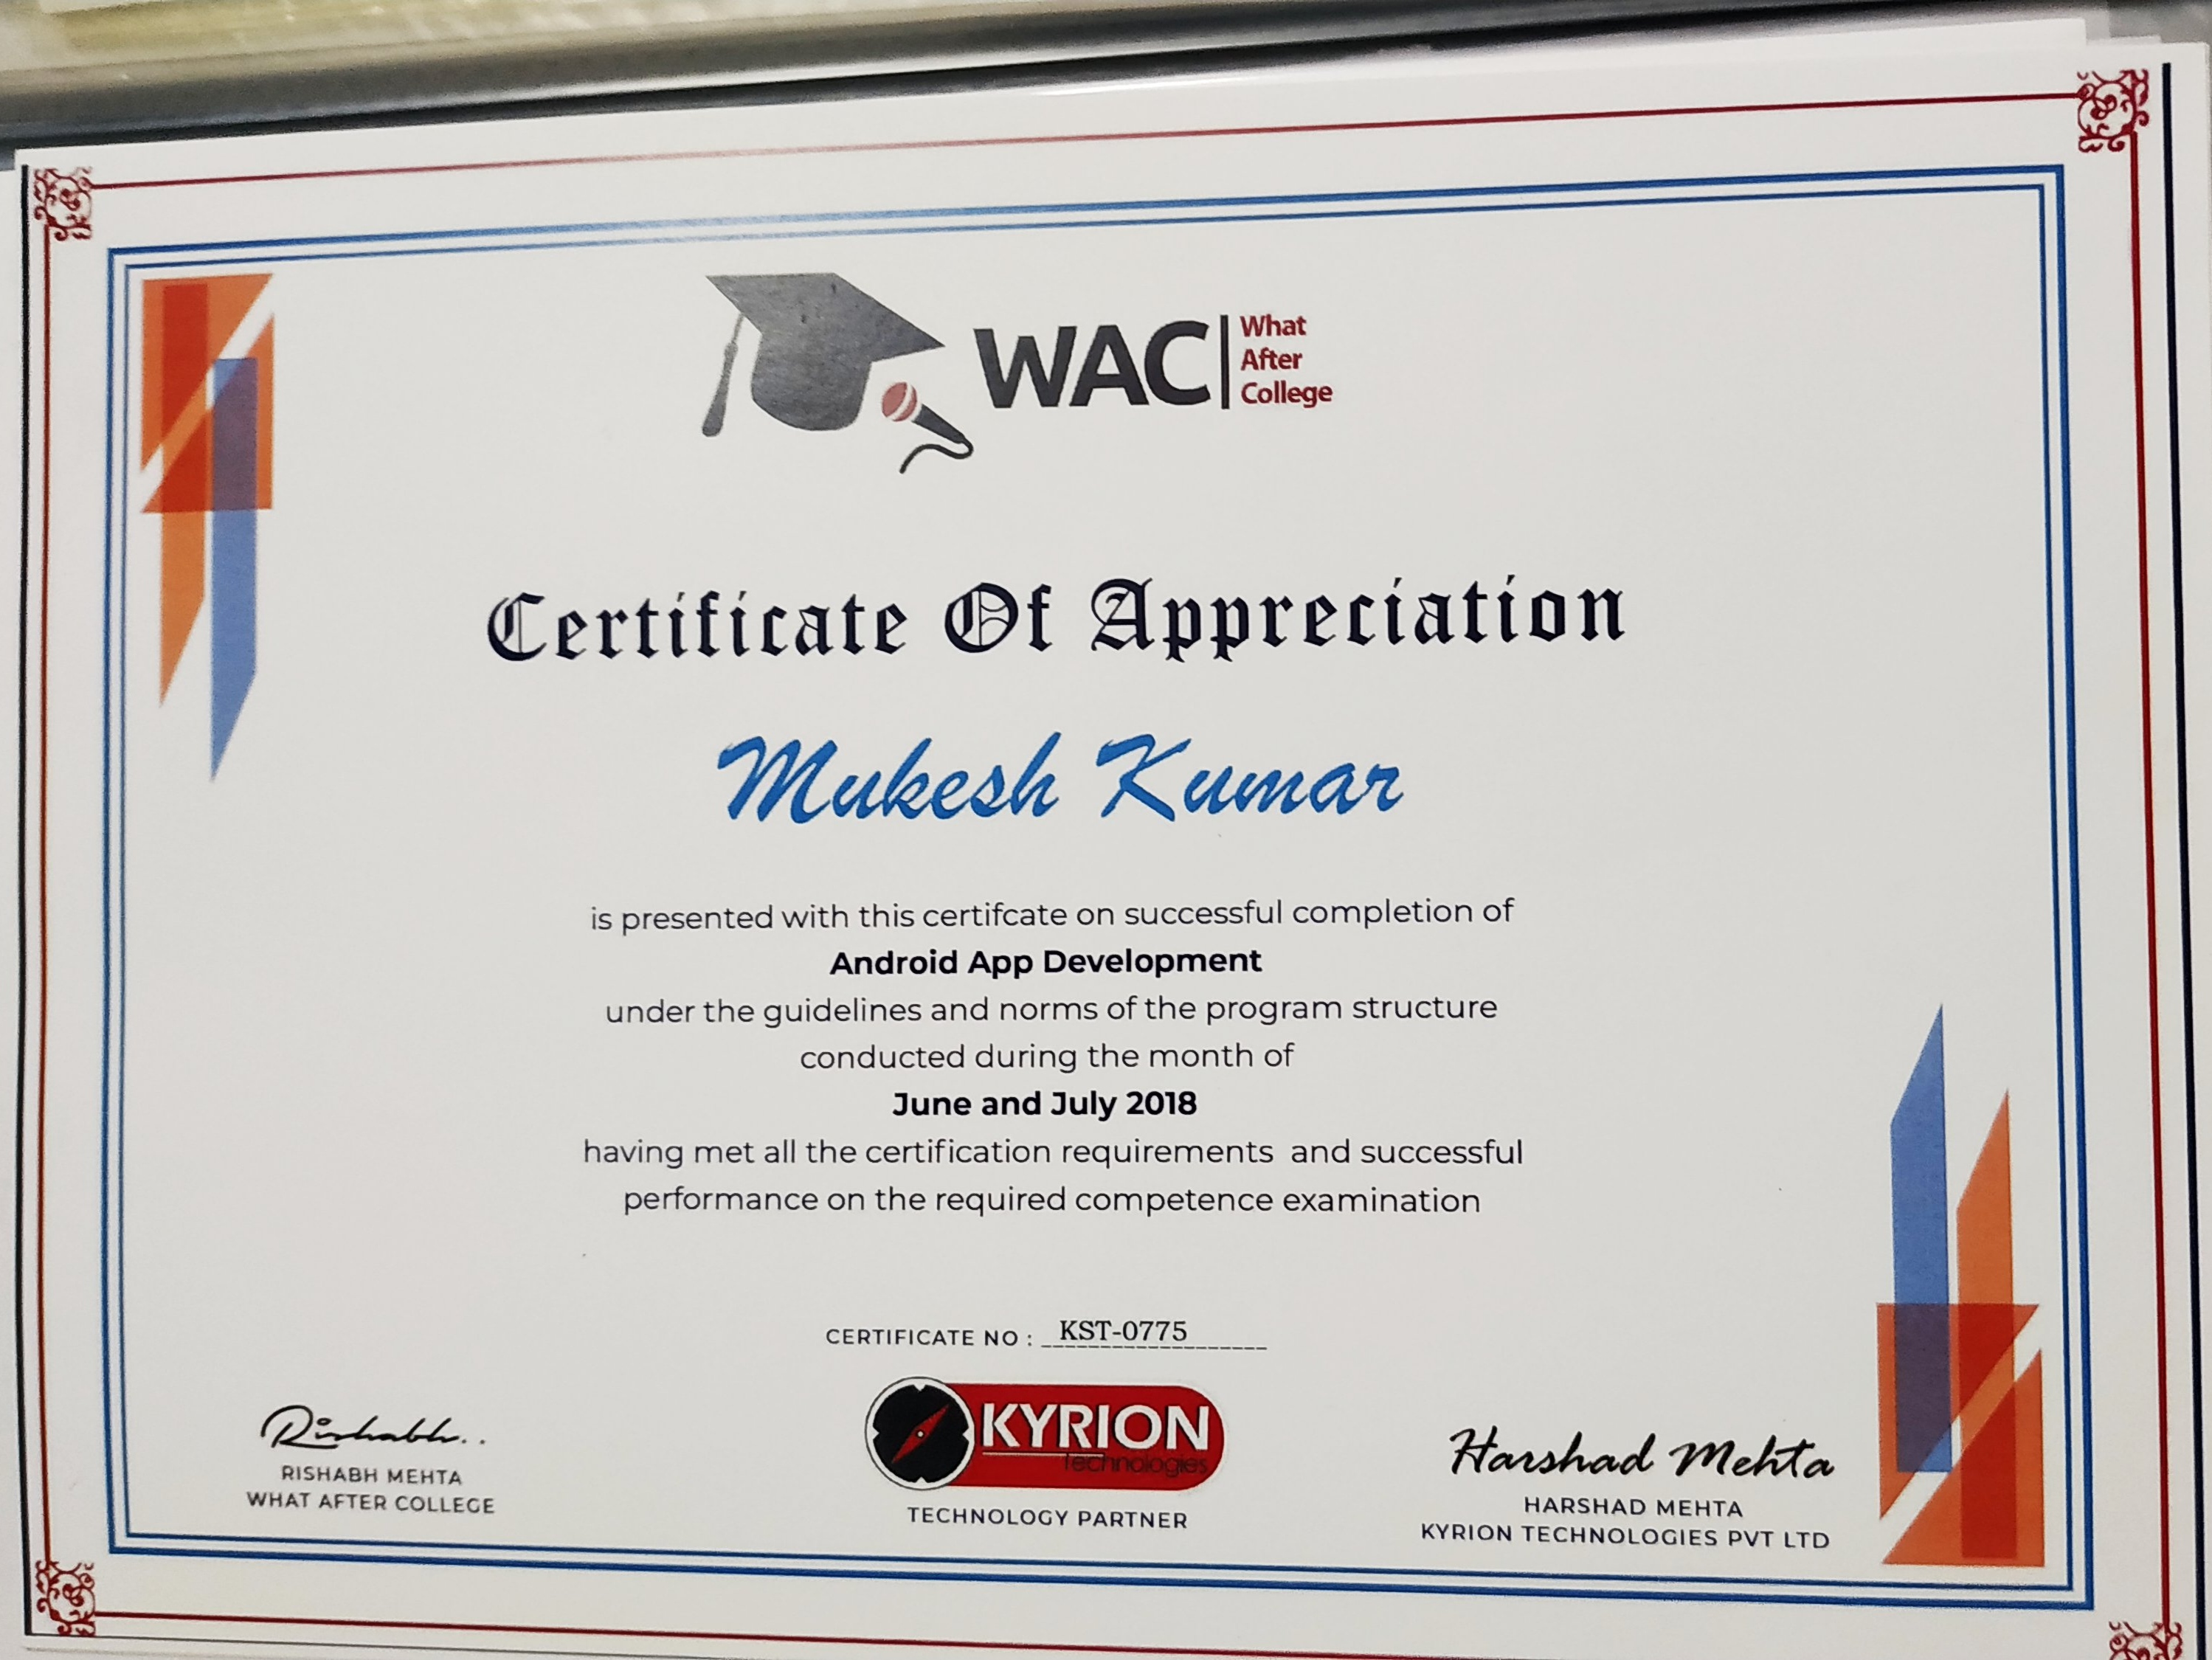 WAC
What
After
College
Certificate Of Appreciation
Mukesh Kumar
is presented with this certifcate on successful completion of
Android App Development
under the guidelines and norms of the program structure
conducted during the month of
June and July 2018
having met all the certification requirements and successful
performance on the required competence examination
CERTIFICATE NO : KST-0775
Rishabh..
RISHABH MEHTA
WHAT AFTER COLLEGE
KYRION
Technologies
TECHNOLOGY PARTNER
Harshad Mehta
HARSHAD MEHTA
KYRION TECHNOLOGIES PVT LTD